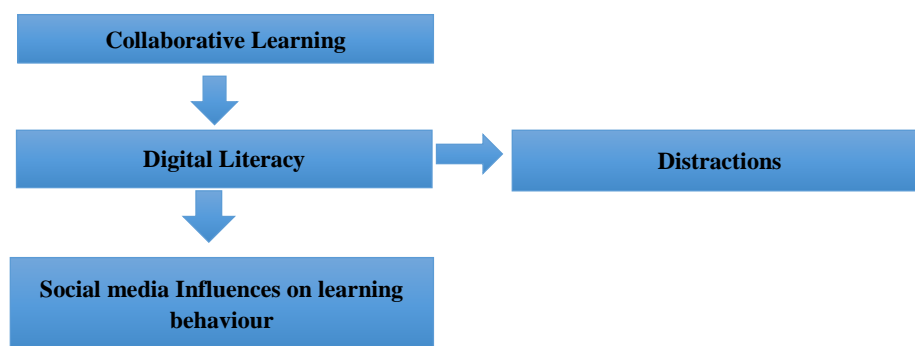 Collaborative Learning
Digital Literacy
Distractions
Social media Influences on learning
behaviour